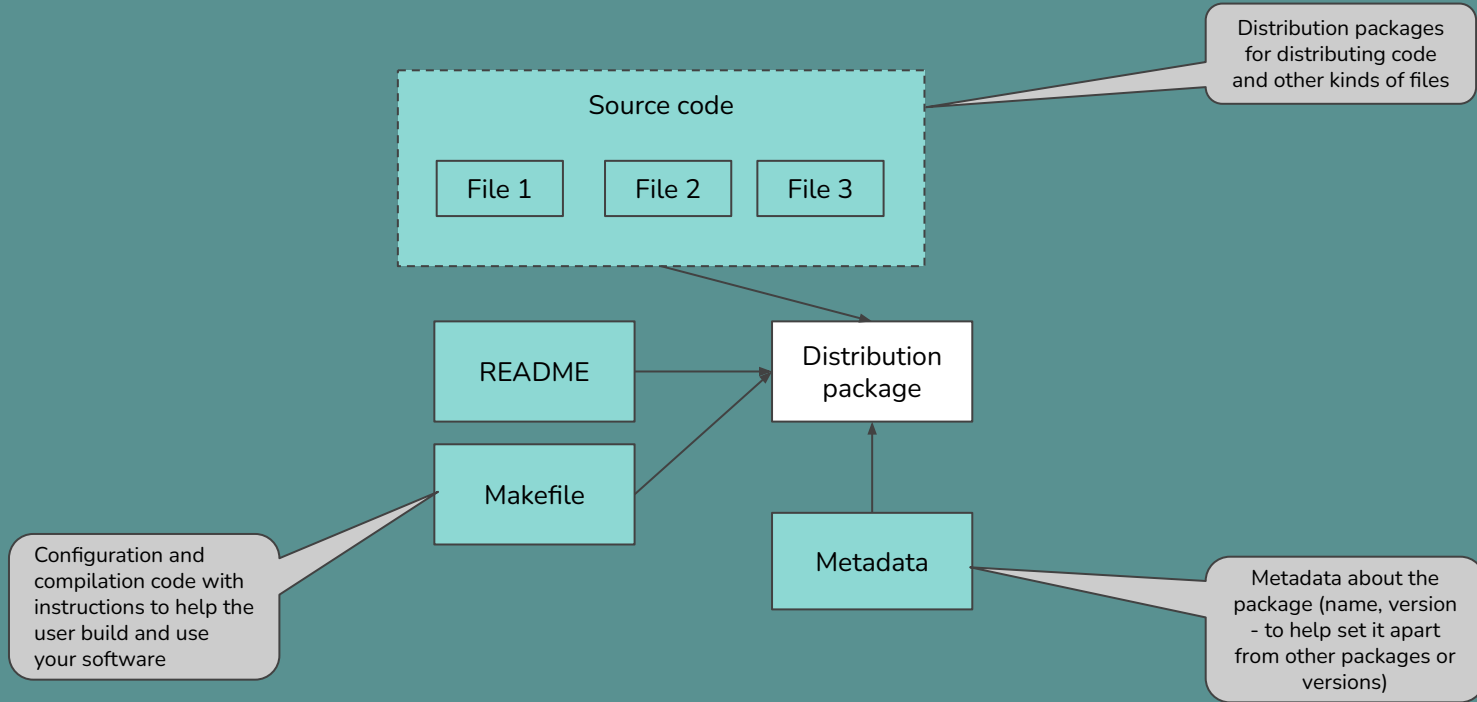 Distribution packages
for distributing code
and other kinds of files
Source code
File 1
File 2
File 3
README
Distribution
package
Makefile
Configuration and
compilation code with
instructions to help the
user build and use
your software
Metadata
Metadata about the
package (name, version
- to help set it apart
from other packages or
versions)